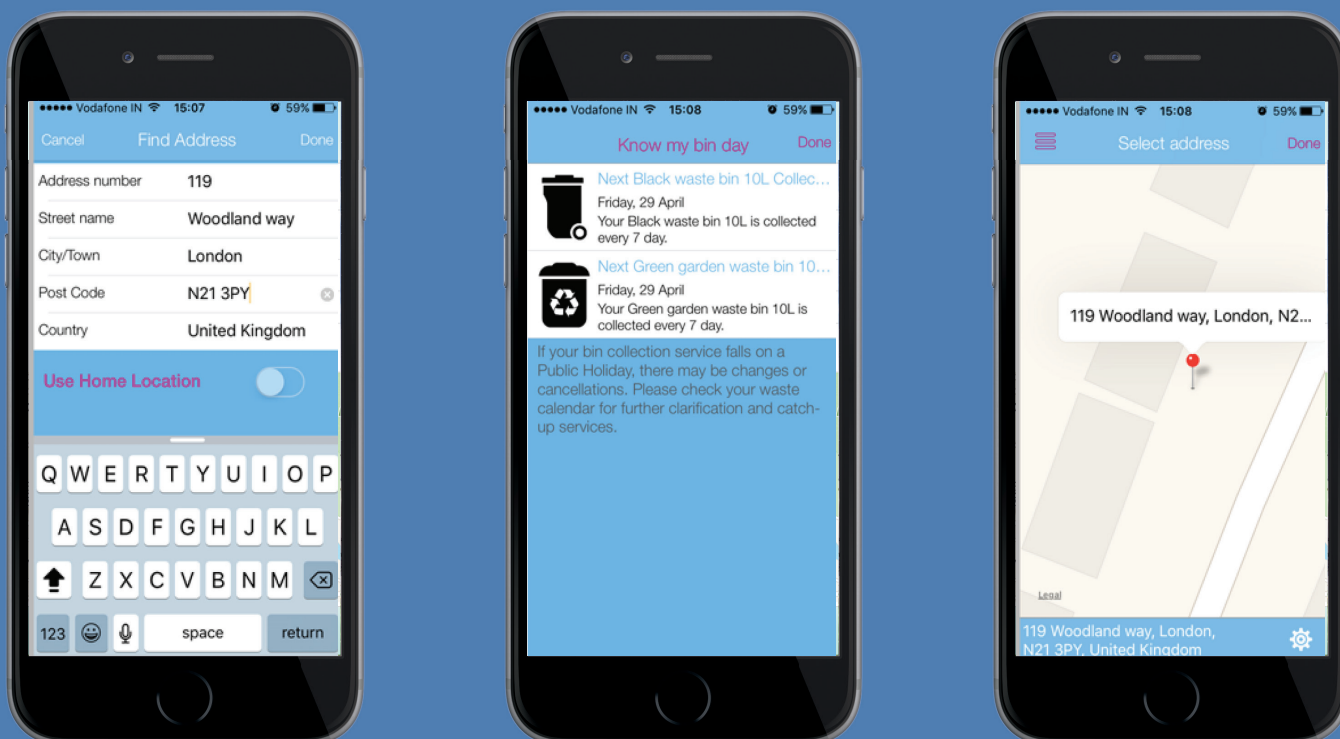 Vodafone IN 15:07 59%
Cancel Find Address Done
Address number 119
Street name Woodland way
City/Town London
Post Code N21 3PY
Country United Kingdom
Use Home Location
Q W E R T Y U I O P
A S D F G H J K L
Z X C V B N M
123 space return
Vodafone IN 15:08 59%
Know my bin day Done
Next Black waste bin 10L Collec...
Friday, 29 April
Your Black waste bin 10L is collected
every 7 day.
Next Green garden waste bin 10...
Friday, 29 April
Your Green garden waste bin 10L is
collected every 7 day.
If your bin collection service falls on a
Public Holiday, there may be changes or
cancellations. Please check your waste
calendar for further clarification and catch-
up services.
Vodafone IN 15:08 59%
Select address Done
119 Woodland way, London, N2...
Legal
119 Woodland way, London,
N21 3PY, United Kingdom